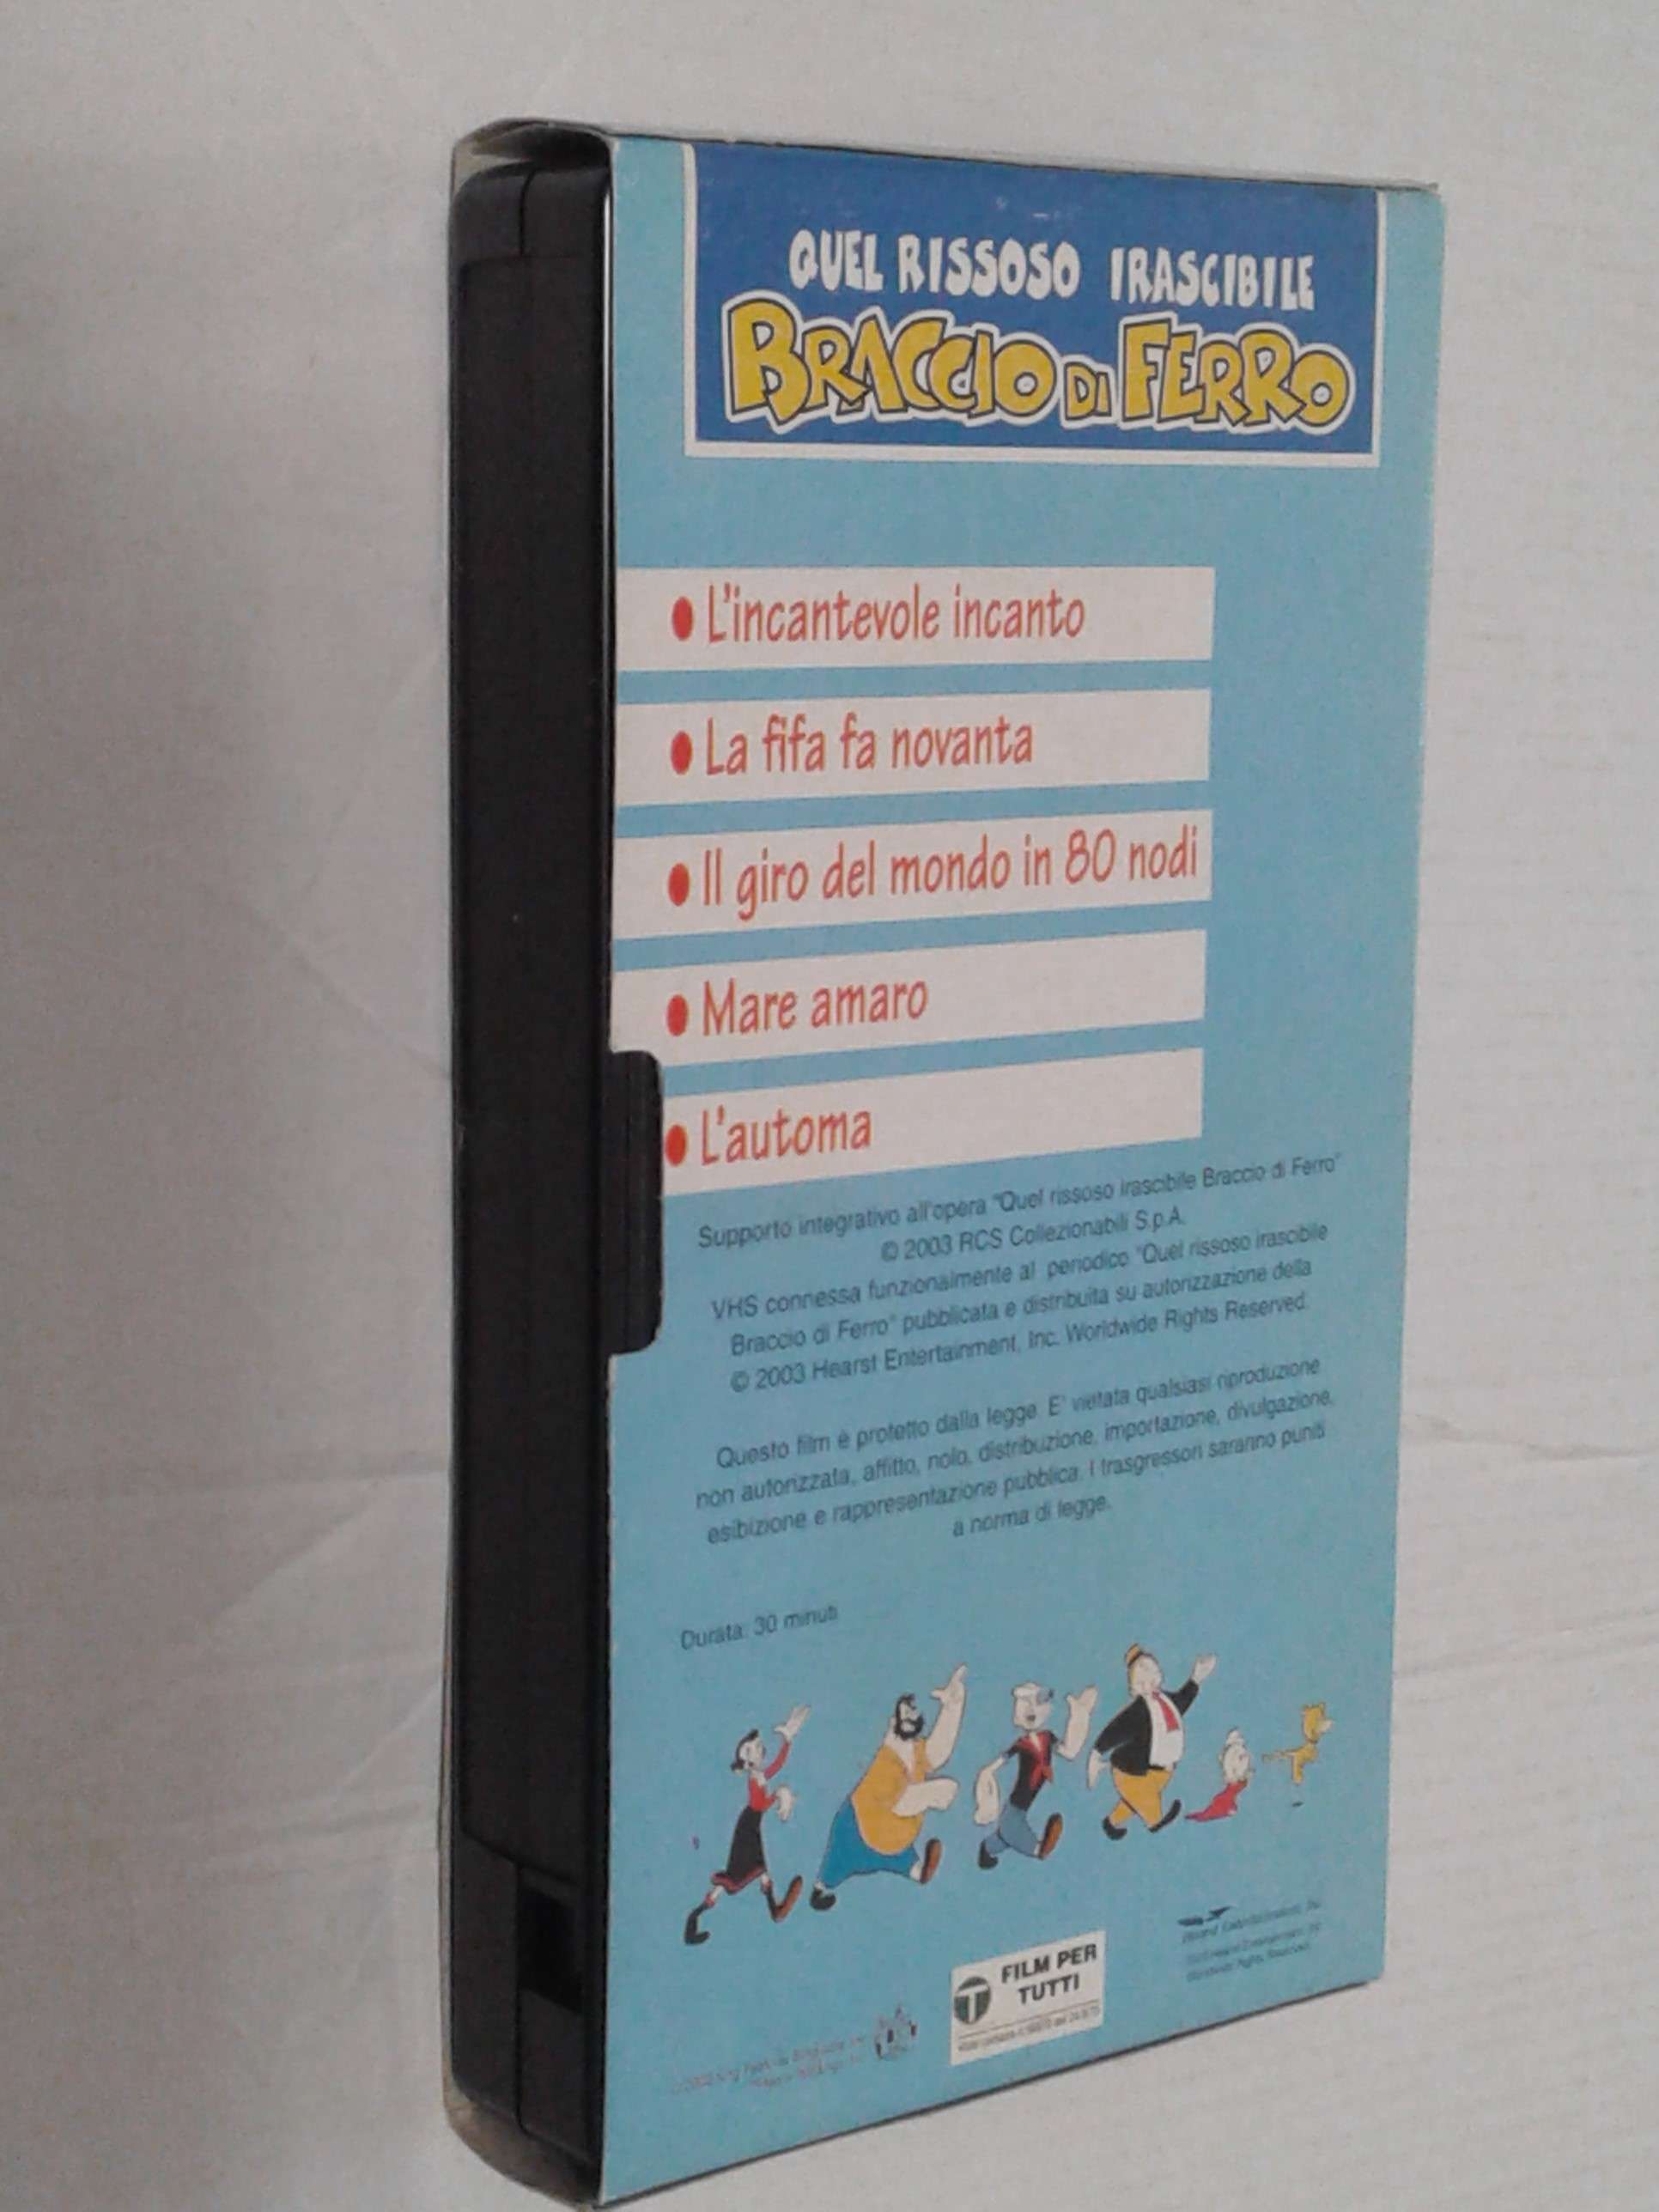 QUEL RISSOSO IRASCIBILE
BRACCIO DI FERRO
• L'incantevole incanto
• La fifa fa novanta
• Il giro del mondo in 80 nodi
• Mare amaro
• L'automa
Supporto integrativo all'opera "Quel rissoso irascibile Braccio di Ferro"
© 2003 RCS Collezionabili S.p.A.
VHS connessa funzionalmente al periodico "Quel rissoso irascibile
Braccio di Ferro" pubblicata e distribuita su autorizzazione della
© 2003 Hearst Entertainment, Inc. Worldwide Rights Reserved.
Questo film è protetto dalla legge. E' vietata qualsiasi riproduzione
non autorizzata, affitto, nolo, distribuzione, importazione, divulgazione,
esibizione e rappresentazione pubblica. I trasgressori saranno puniti
a norma di legge.
Durata: 30 minuti
T FILM PER
TUTTI